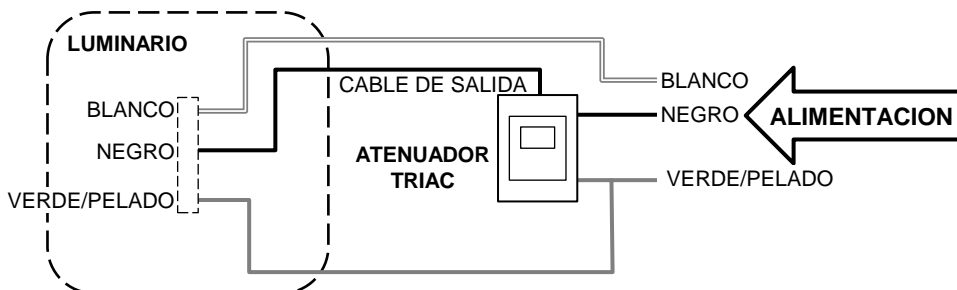 LUMINARIO
BLANCO
NEGRO
VERDE/PELADO
CABLE DE SALIDA
ATENUADOR
TRIAC
BLANCO
NEGRO
VERDE/PELADO
ALIMENTACION